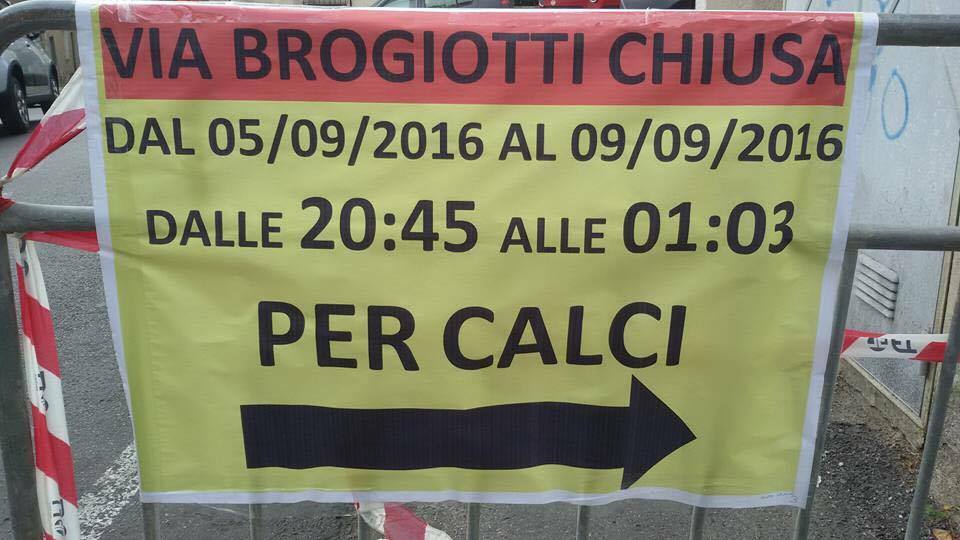 VIA BROGIOTTI CHIUSA
DAL 05/09/2016 AL 09/09/2016
DALLE 20:45 ALLE 01:03
PER CALCI